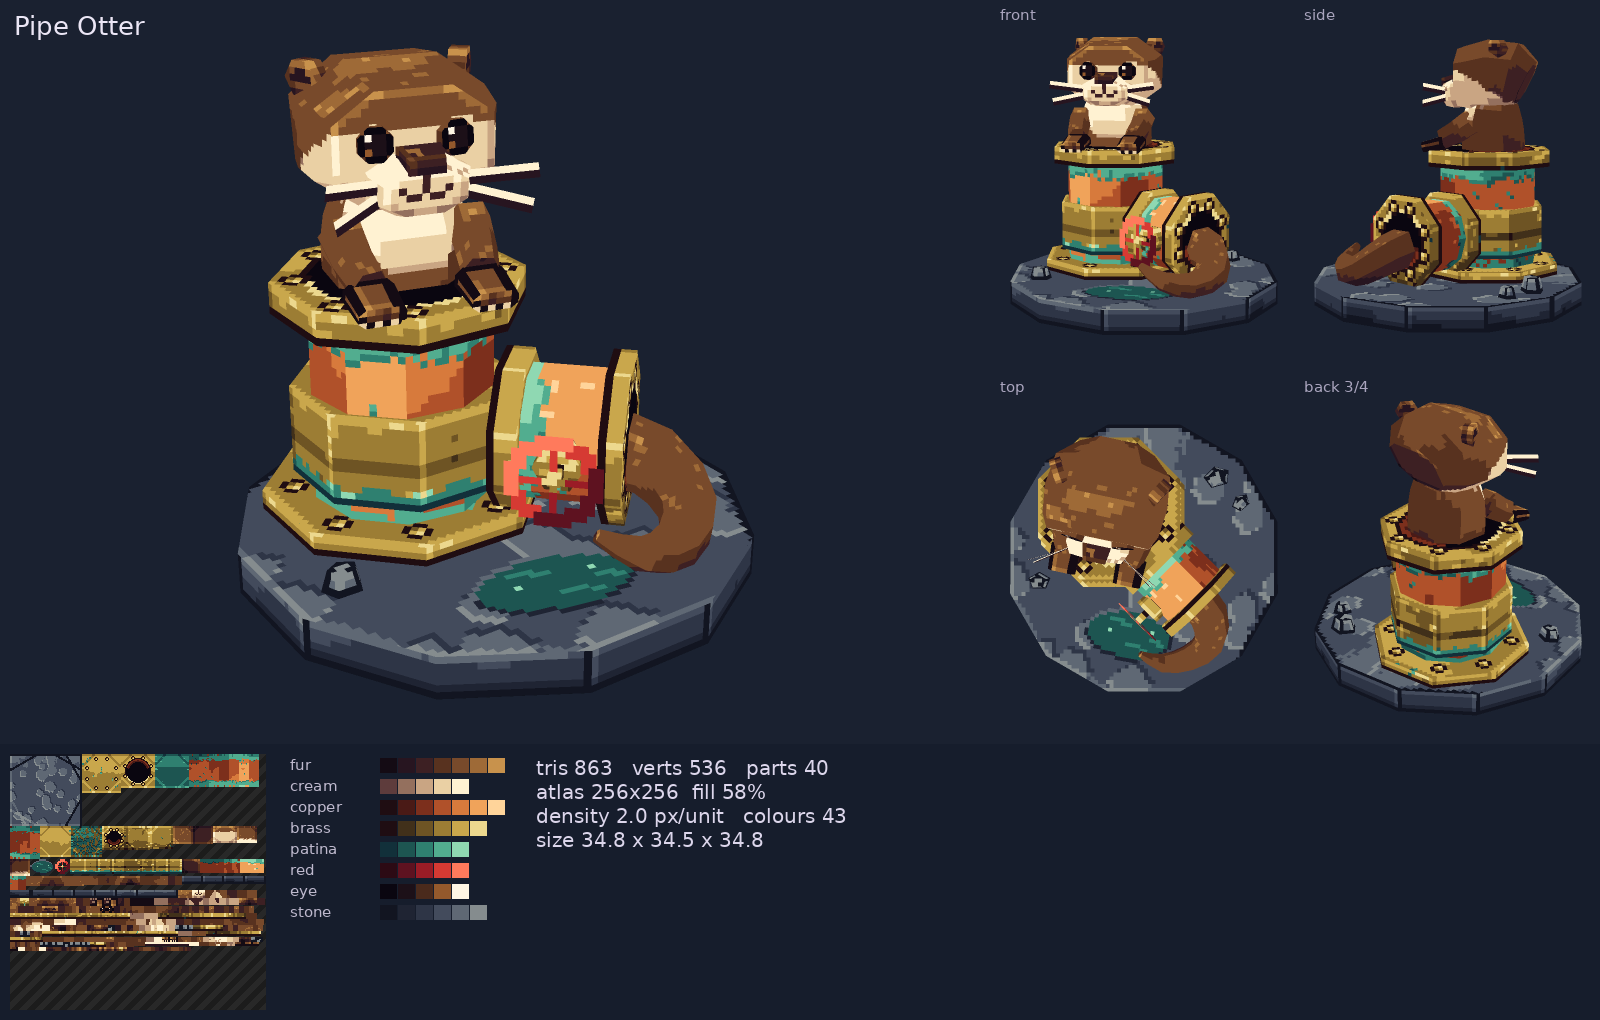 Pipe Otter
front
side
top
back 3/4
fur
cream
copper
brass
patina
red
eye
stone
tris 863 verts 536 parts 40
atlas 256x256 fill 58%
density 2.0 px/unit colours 43
size 34.8 x 34.5 x 34.8